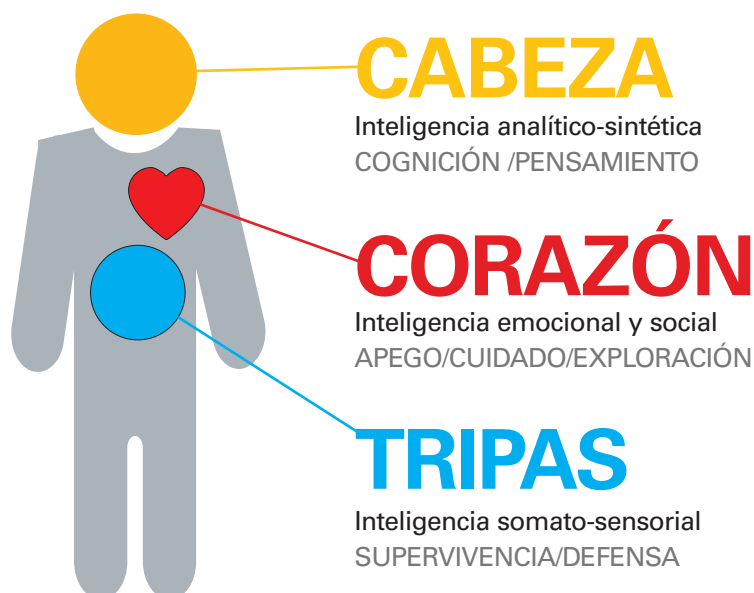 CABEZA
Inteligencia analítico-sintética
COGNICIÓN /PENSAMIENTO
CORAZÓN
Inteligencia emocional y social
APEGO/CUIDADO/EXPLORACIÓN
TRIPAS
Inteligencia somato-sensorial
SUPERVIVENCIA/DEFENSA